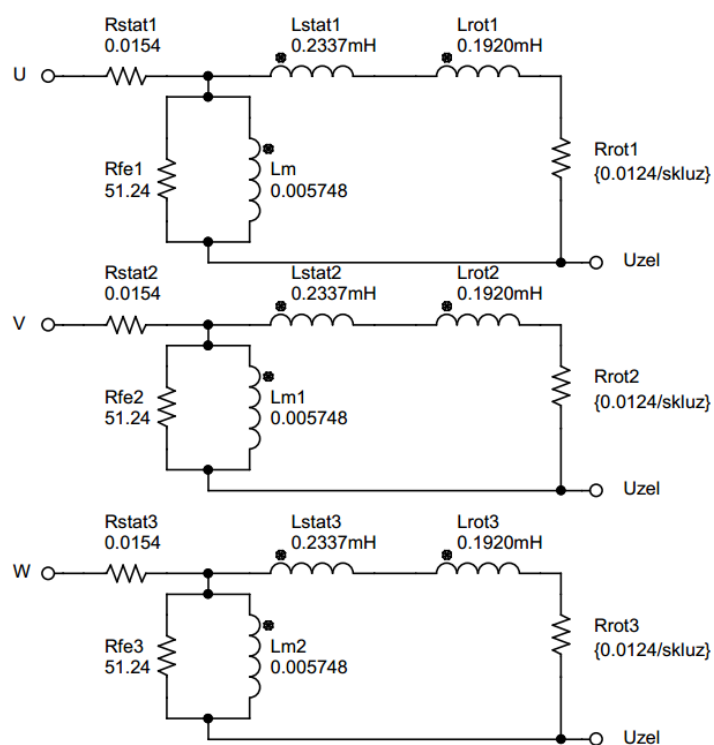 Rstat1
0.0154
Lstat1
0.2337mH
Lrot1
0.1920mH
U
Rfe1
51.24
Lm
0.005748
Rrot1
{0.0124/skluz}
Uzel
Rstat2
0.0154
Lstat2
0.2337mH
Lrot2
0.1920mH
V
Rfe2
51.24
Lm1
0.005748
Rrot2
{0.0124/skluz}
Uzel
Rstat3
0.0154
Lstat3
0.2337mH
Lrot3
0.1920mH
W
Rfe3
51.24
Lm2
0.005748
Rrot3
{0.0124/skluz}
Uzel